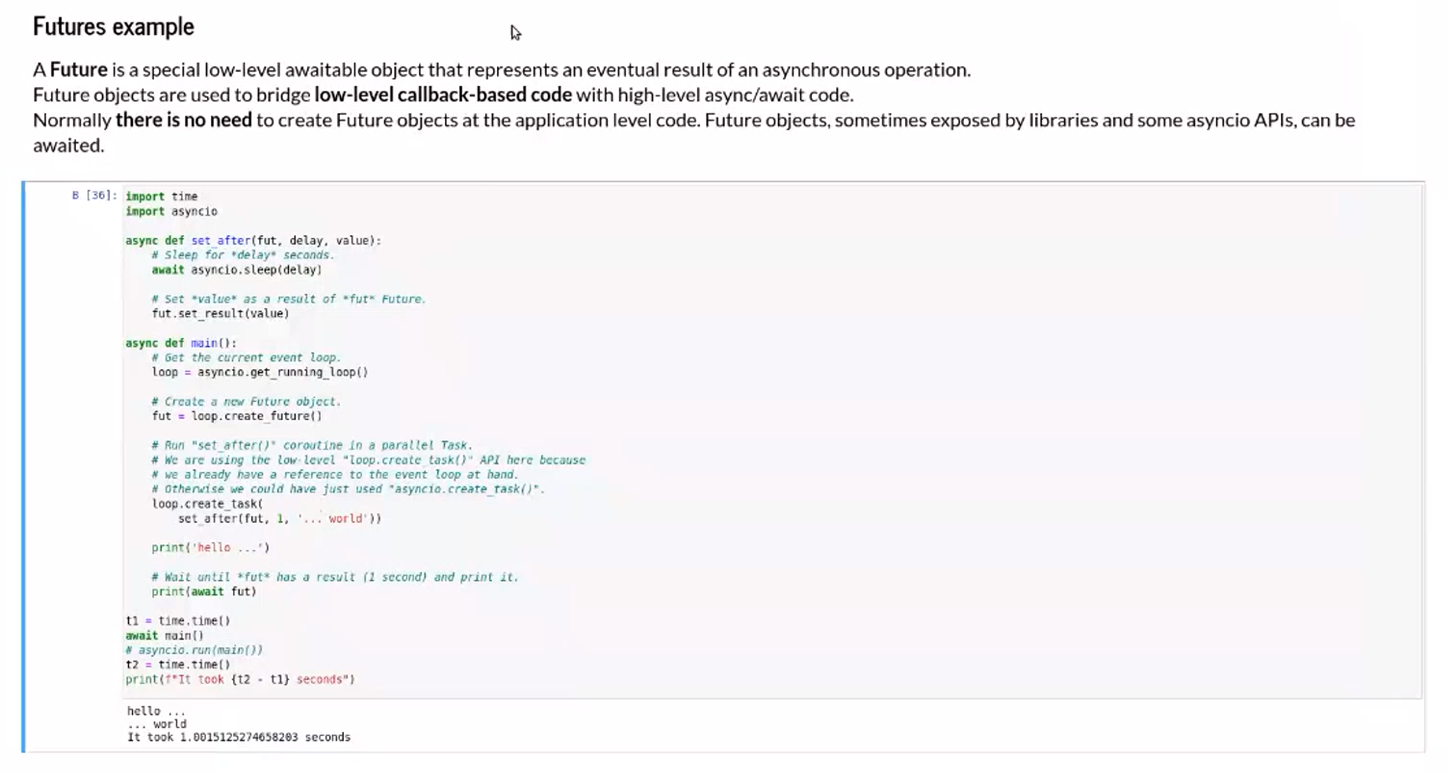 Futures example
A Future is a special low-level awaitable object that represents an eventual result of an asynchronous operation.
Future objects are used to bridge low-level callback-based code with high-level async/await code.
Normally there is no need to create Future objects at the application level code. Future objects, sometimes exposed by libraries and some asyncio APIs, can be
awaited.
B [36]: import time
import asyncio
async def set_after(fut, delay, value):
    # Sleep for *delay* seconds.
    await asyncio.sleep(delay)
    # Set *value* as a result of *fut* Future.
    fut.set_result(value)
async def main():
    # Get the current event loop.
    loop = asyncio.get_running_loop()
    # Create a new Future object.
    fut = loop.create_future()
    # Run "set_after()" coroutine in a parallel Task.
    # We are using the low-level "loop.create_task()" API here because
    # we already have a reference to the event loop at hand.
    # Otherwise we could have just used "asyncio.create_task()".
    loop.create_task(
        set_after(fut, 1, '... world'))
    print('hello ...')
    # Wait until *fut* has a result (1 second) and print it.
    print(await fut)
t1 = time.time()
await main()
# asyncio.run(main())
t2 = time.time()
print(f"It took {t2 - t1} seconds")
hello ...
... world
It took 1.0015125274658203 seconds